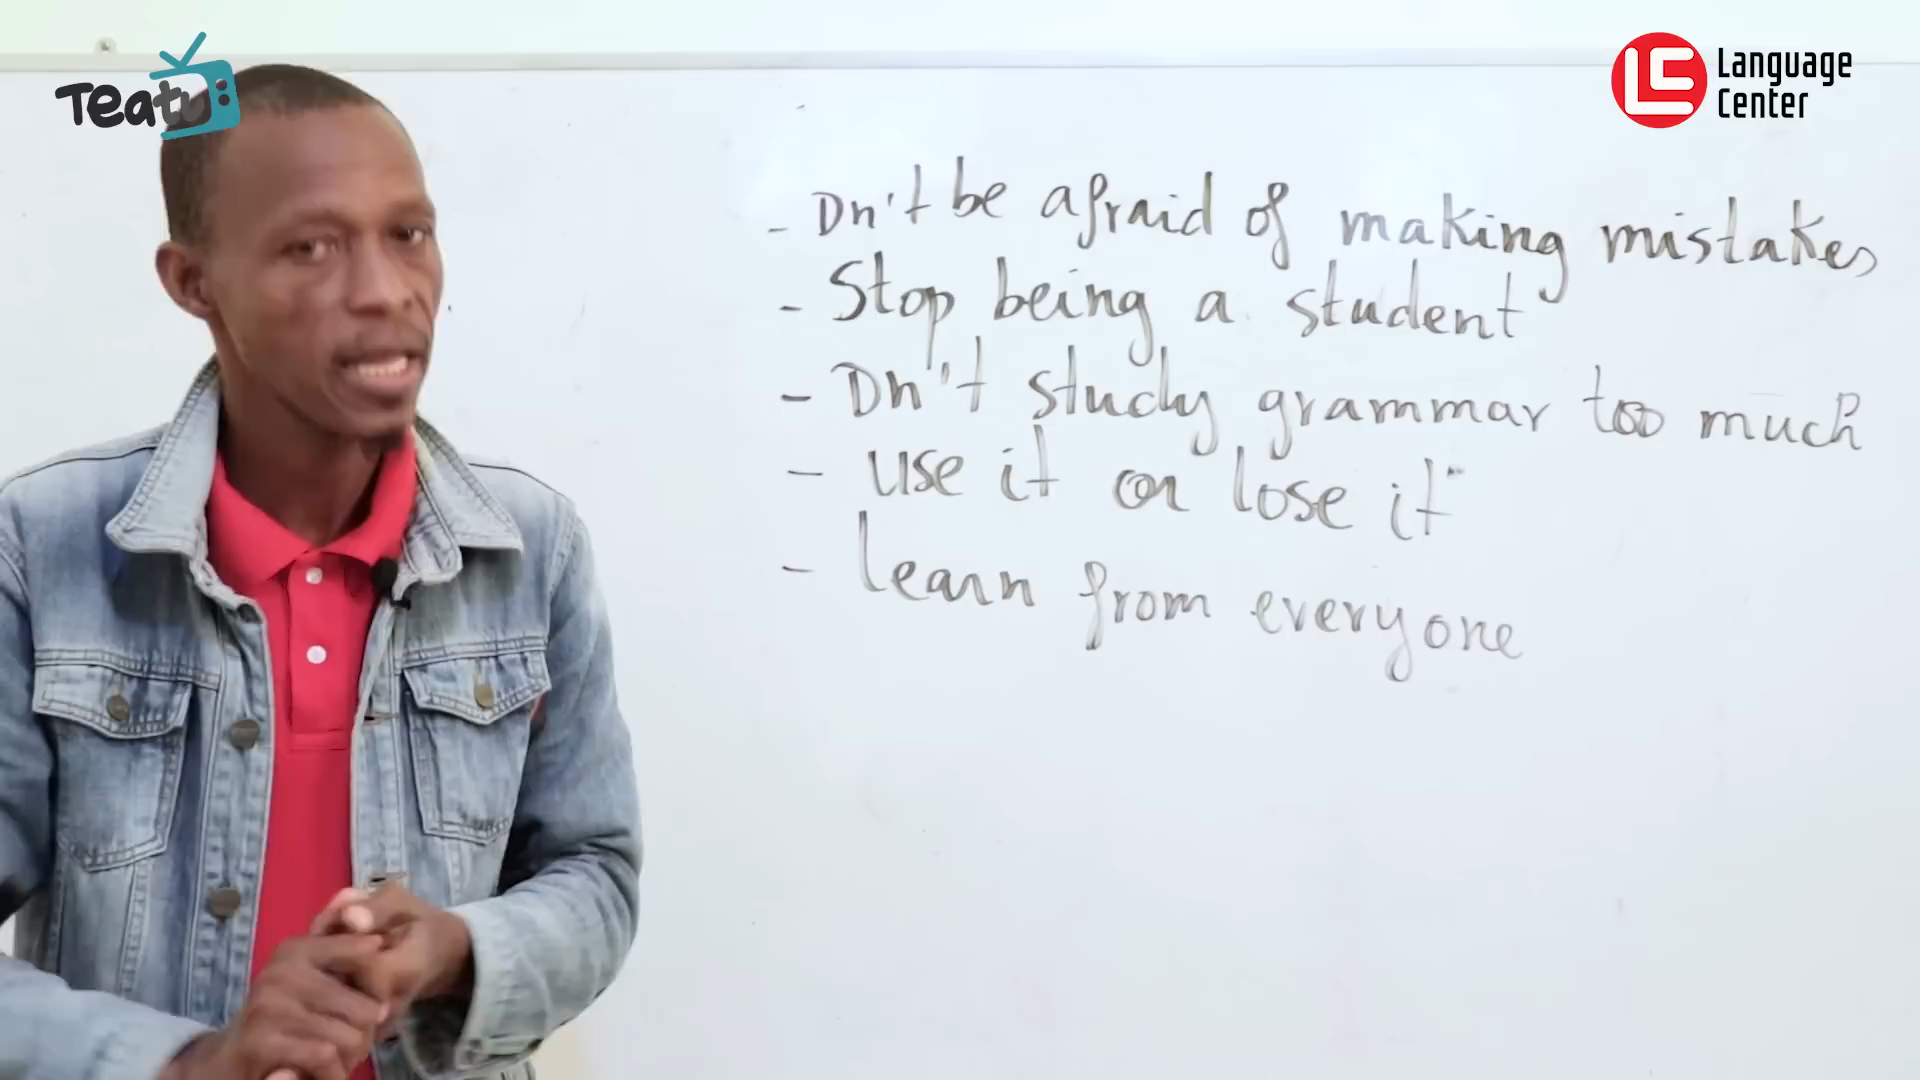 Teatv
Language
Center
- Dn't be afraid of making mistakes
- Stop being a student
- Dn't study grammar too much
- use it or lose it
- learn from everyone